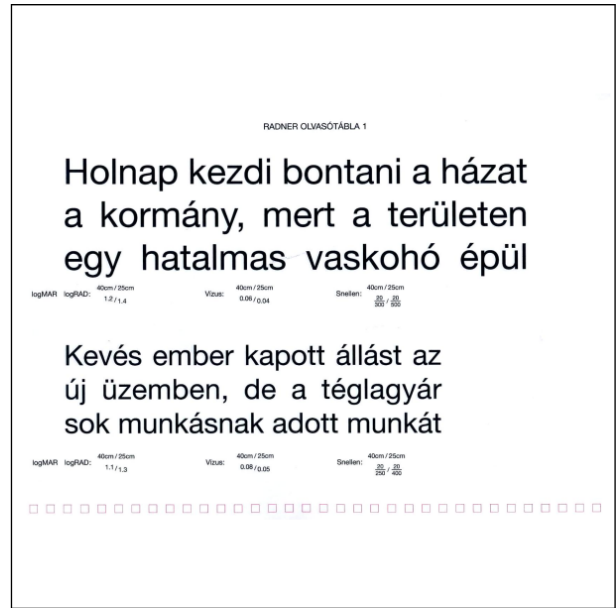 RADNER OLVASÓTÁBLA 1
Holnap kezdi bontani a házat
a kormány, mert a területen
egy hatalmas vaskohó épül
logMAR logRAD: 40cm / 25cm 1.2 / 1.4 Vízus: 40cm / 25cm 0.06 / 0.04 Snellen: 40cm / 25cm 20/300 / 20/500
Kevés ember kapott állást az
új üzemben, de a téglagyár
sok munkásnak adott munkát
logMAR logRAD: 40cm / 25cm 1.1 / 1.3 Vízus: 40cm / 25cm 0.08 / 0.05 Snellen: 40cm / 25cm 20/250 / 20/400